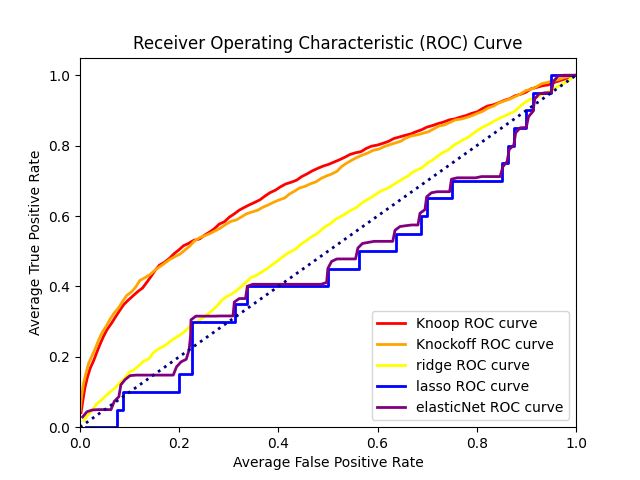 Receiver Operating Characteristic (ROC) Curve
Average True Positive Rate
1.0
0.8
0.6
0.4
0.2
0.0
Knoop ROC curve
Knockoff ROC curve
ridge ROC curve
lasso ROC curve
elasticNet ROC curve
0.0 0.2 0.4 0.6 0.8 1.0
Average False Positive Rate